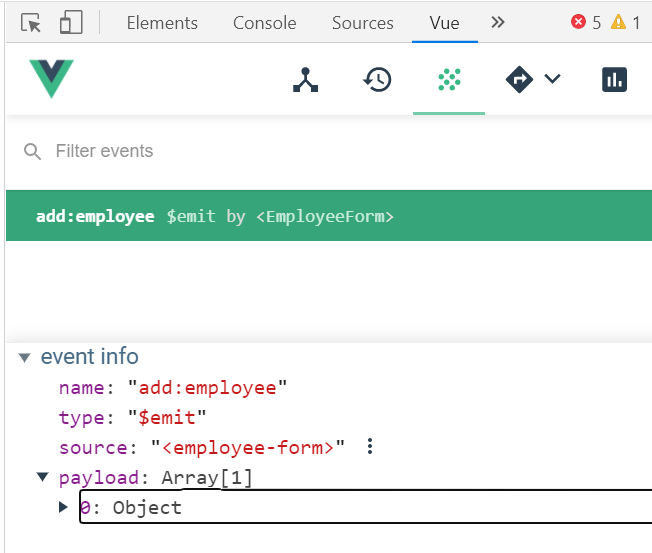 Elements Console Sources Vue 5 1
Filter events
add:employee $emit by <EmployeeForm>
event info
name: "add:employee"
type: "$emit"
source: "<employee-form>"
payload: Array[1]
0: Object